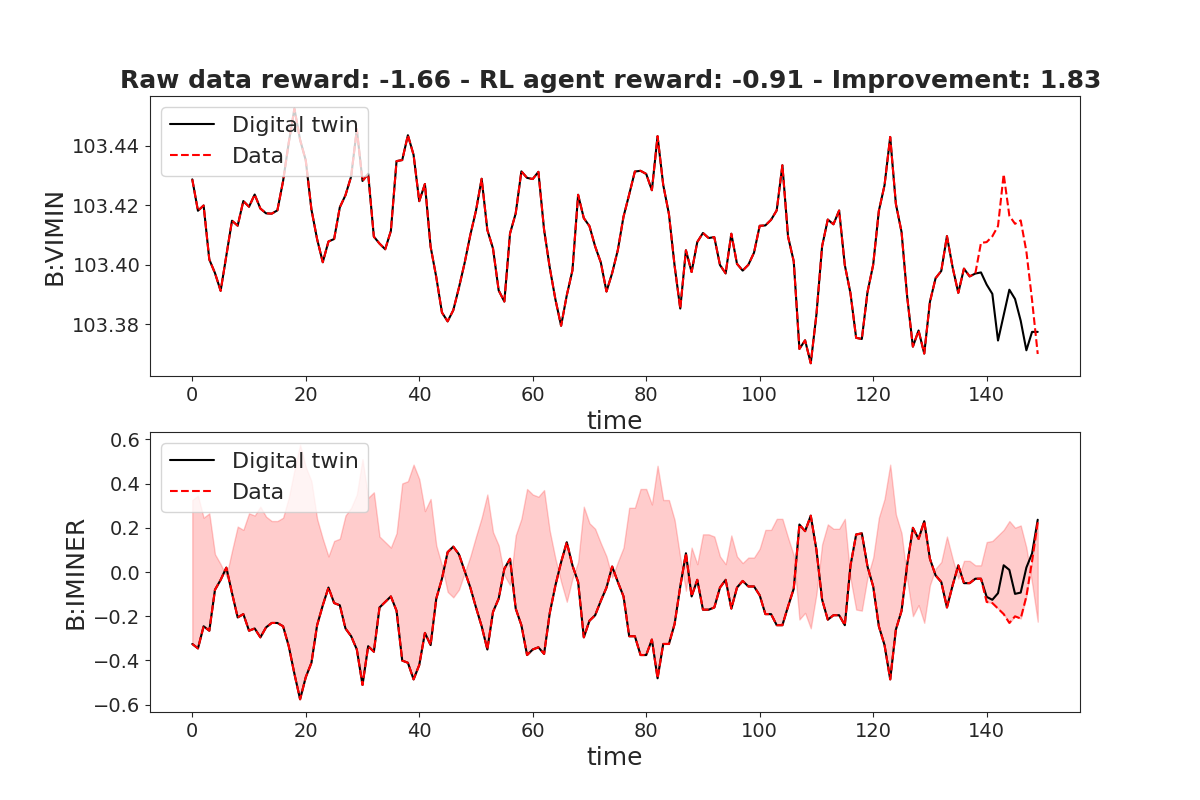 Raw data reward: -1.66 - RL agent reward: -0.91 - Improvement: 1.83
Digital twin
Data
103.44
103.42
103.40
103.38
B:VIMIN
0 20 40 60 80 100 120 140
time
Digital twin
Data
0.6
0.4
0.2
0.0
−0.2
−0.4
−0.6
B:IMINER
0 20 40 60 80 100 120 140
time